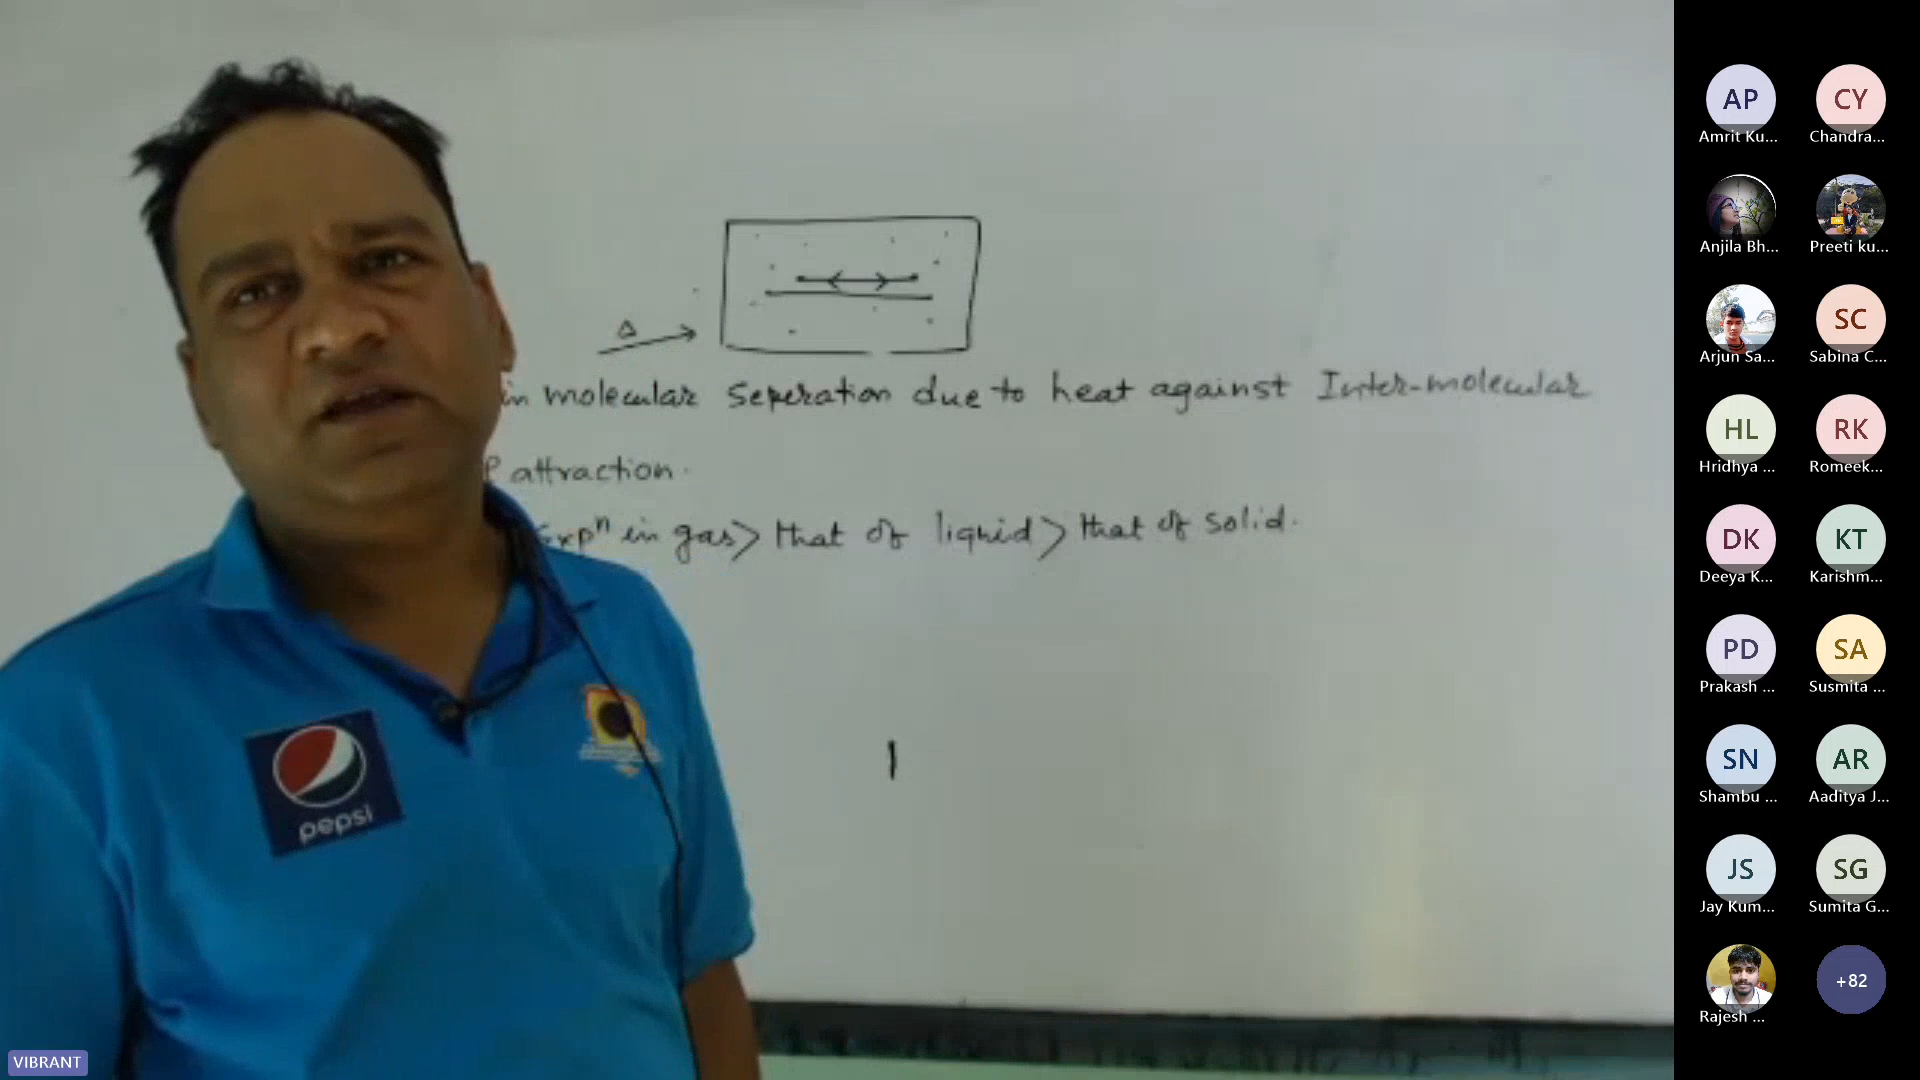 Δ
in molecular seperation due to heat against Inter-molecular
attraction.
Expⁿ in gas > that of liquid > that of solid.
pepsi
VIBRANT
AP
Amrit Ku...
CY
Chandra...
Anjila Bh...
Preeti ku...
Arjun Sa...
SC
Sabina C...
HL
Hridhya ...
RK
Romeek...
DK
Deeya K...
KT
Karishm...
PD
Prakash ...
SA
Susmita ...
SN
Shambu ...
AR
Aaditya J...
JS
Jay Kum...
SG
Sumita G...
Rajesh ...
+82